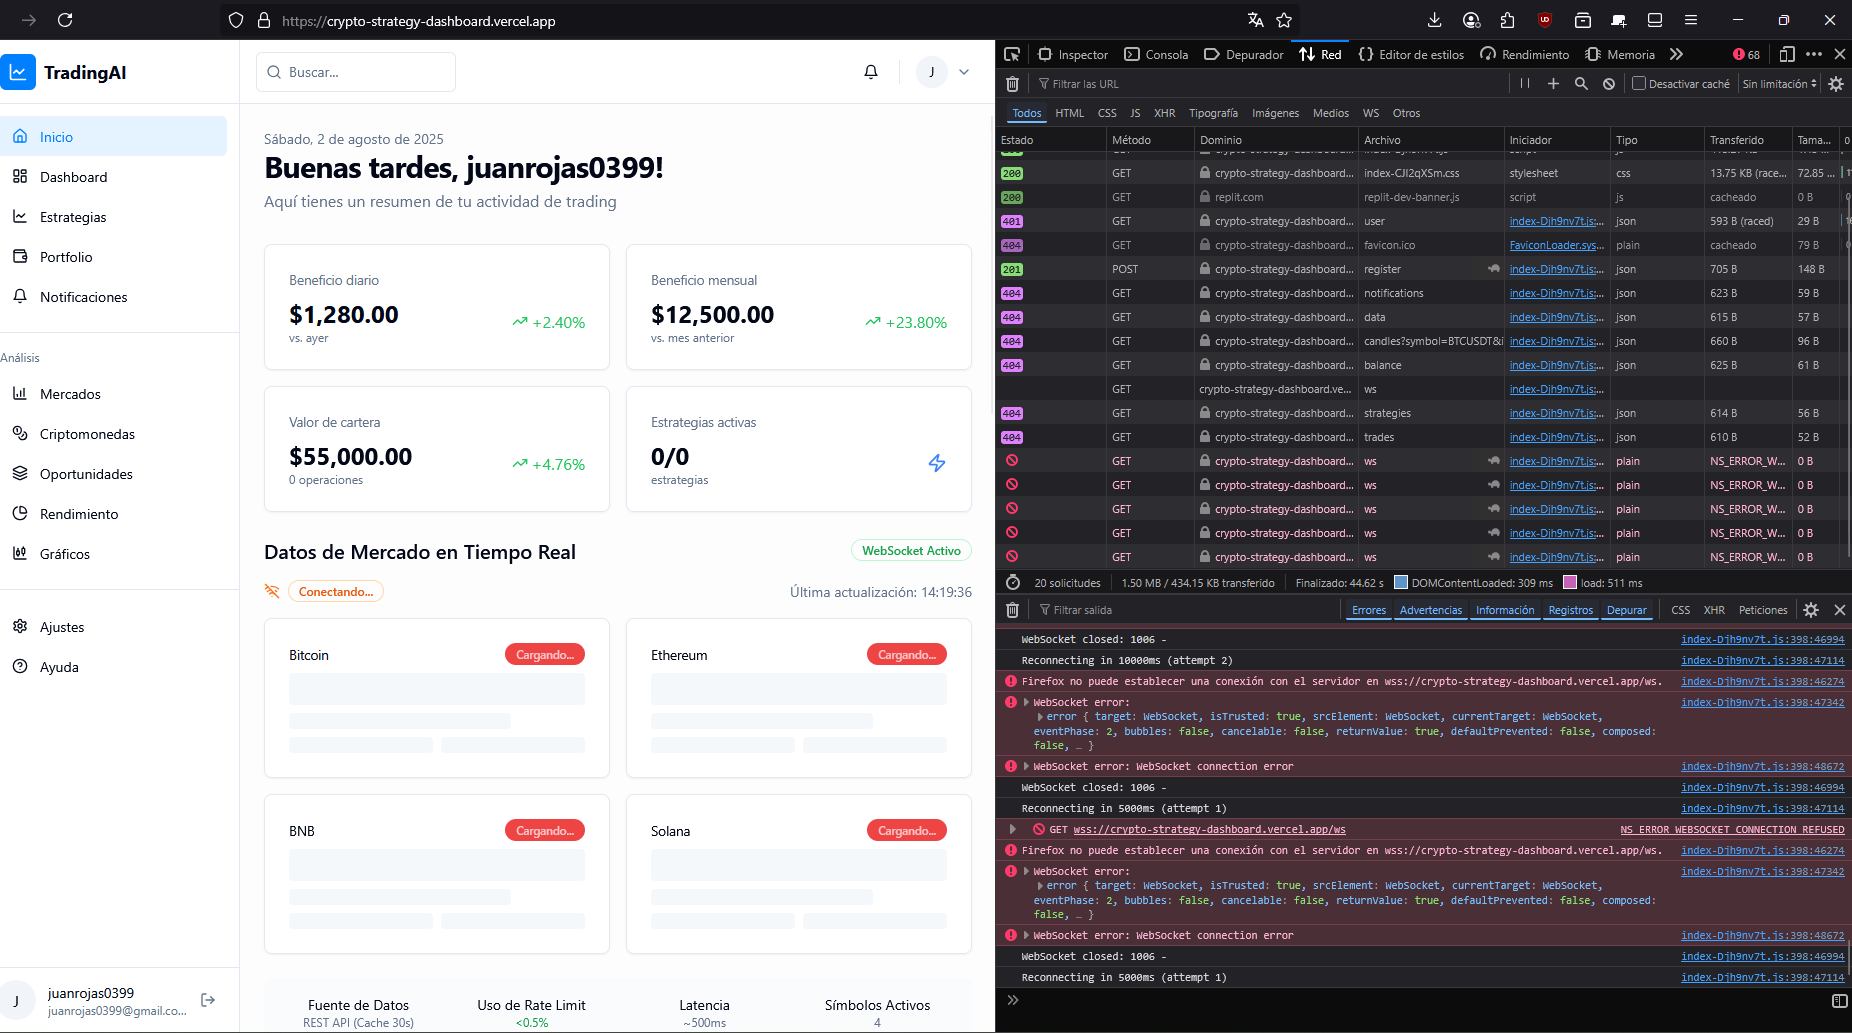 https://crypto-strategy-dashboard.vercel.app
TradingAI
Buscar...
J
Inicio
Dashboard
Estrategias
Portfolio
Notificaciones
Análisis
Mercados
Criptomonedas
Oportunidades
Rendimiento
Gráficos
Ajustes
Ayuda
J
juanrojas0399
juanrojas0399@gmail.co...
Sábado, 2 de agosto de 2025
Buenas tardes, juanrojas0399!
Aquí tienes un resumen de tu actividad de trading
Beneficio diario
$1,280.00
+2.40%
vs. ayer
Beneficio mensual
$12,500.00
+23.80%
vs. mes anterior
Valor de cartera
$55,000.00
+4.76%
0 operaciones
Estrategias activas
0/0
estrategias
Datos de Mercado en Tiempo Real
WebSocket Activo
Conectando...
Última actualización: 14:19:36
Bitcoin Cargando...
Ethereum Cargando...
BNB Cargando...
Solana Cargando...
Fuente de Datos
REST API (Cache 30s)
Uso de Rate Limit
<0.5%
Latencia
~500ms
Símbolos Activos
4
Inspector Consola Depurador Red Editor de estilos Rendimiento Memoria 68
Filtrar las URL Desactivar caché Sin limitación
Todos HTML CSS JS XHR Tipografía Imágenes Medios WS Otros
Estado Método Dominio Archivo Iniciador Tipo Transferido Tama... 0
200 GET crypto-strategy-dashboard... index-CJI2qXSm.css stylesheet css 13.75 KB (race... 72.85 ...
200 GET replit.com replit-dev-banner.js script js cacheado 0 B
401 GET crypto-strategy-dashboard... user index-Djh9nv7t.js:... json 593 B (raced) 29 B
404 GET crypto-strategy-dashboard... favicon.ico FaviconLoader.sys... plain cacheado 79 B
201 POST crypto-strategy-dashboard... register index-Djh9nv7t.js:... json 705 B 148 B
404 GET crypto-strategy-dashboard... notifications index-Djh9nv7t.js:... json 623 B 59 B
404 GET crypto-strategy-dashboard... data index-Djh9nv7t.js:... json 615 B 57 B
404 GET crypto-strategy-dashboard... candles?symbol=BTCUSDT&i index-Djh9nv7t.js:... json 660 B 96 B
404 GET crypto-strategy-dashboard... balance index-Djh9nv7t.js:... json 625 B 61 B
GET crypto-strategy-dashboard.ve... ws index-Djh9nv7t.js:...
404 GET crypto-strategy-dashboard... strategies index-Djh9nv7t.js:... json 614 B 56 B
404 GET crypto-strategy-dashboard... trades index-Djh9nv7t.js:... json 610 B 52 B
GET crypto-strategy-dashboard... ws index-Djh9nv7t.js:... plain NS_ERROR_W... 0 B
GET crypto-strategy-dashboard... ws index-Djh9nv7t.js:... plain NS_ERROR_W... 0 B
GET crypto-strategy-dashboard... ws index-Djh9nv7t.js:... plain NS_ERROR_W... 0 B
GET crypto-strategy-dashboard... ws index-Djh9nv7t.js:... plain NS_ERROR_W... 0 B
GET crypto-strategy-dashboard... ws index-Djh9nv7t.js:... plain NS_ERROR_W... 0 B
20 solicitudes 1.50 MB / 434.15 KB transferido Finalizado: 44.62 s DOMContentLoaded: 309 ms load: 511 ms
Filtrar salida Errores Advertencias Información Registros Depurar CSS XHR Peticiones
WebSocket closed: 1006 - index-Djh9nv7t.js:398:46994
Reconnecting in 10000ms (attempt 2) index-Djh9nv7t.js:398:47114
Firefox no puede establecer una conexión con el servidor en wss://crypto-strategy-dashboard.vercel.app/ws. index-Djh9nv7t.js:398:46274
WebSocket error: index-Djh9nv7t.js:398:47342
error { target: WebSocket, isTrusted: true, srcElement: WebSocket, currentTarget: WebSocket,
eventPhase: 2, bubbles: false, cancelable: false, returnValue: true, defaultPrevented: false, composed:
false, … }
WebSocket error: WebSocket connection error index-Djh9nv7t.js:398:48672
WebSocket closed: 1006 - index-Djh9nv7t.js:398:46994
Reconnecting in 5000ms (attempt 1) index-Djh9nv7t.js:398:47114
GET wss://crypto-strategy-dashboard.vercel.app/ws NS_ERROR_WEBSOCKET_CONNECTION_REFUSED
Firefox no puede establecer una conexión con el servidor en wss://crypto-strategy-dashboard.vercel.app/ws. index-Djh9nv7t.js:398:46274
WebSocket error: index-Djh9nv7t.js:398:47342
error { target: WebSocket, isTrusted: true, srcElement: WebSocket, currentTarget: WebSocket,
eventPhase: 2, bubbles: false, cancelable: false, returnValue: true, defaultPrevented: false, composed:
false, … }
WebSocket error: WebSocket connection error index-Djh9nv7t.js:398:48672
WebSocket closed: 1006 - index-Djh9nv7t.js:398:46994
Reconnecting in 5000ms (attempt 1) index-Djh9nv7t.js:398:47114